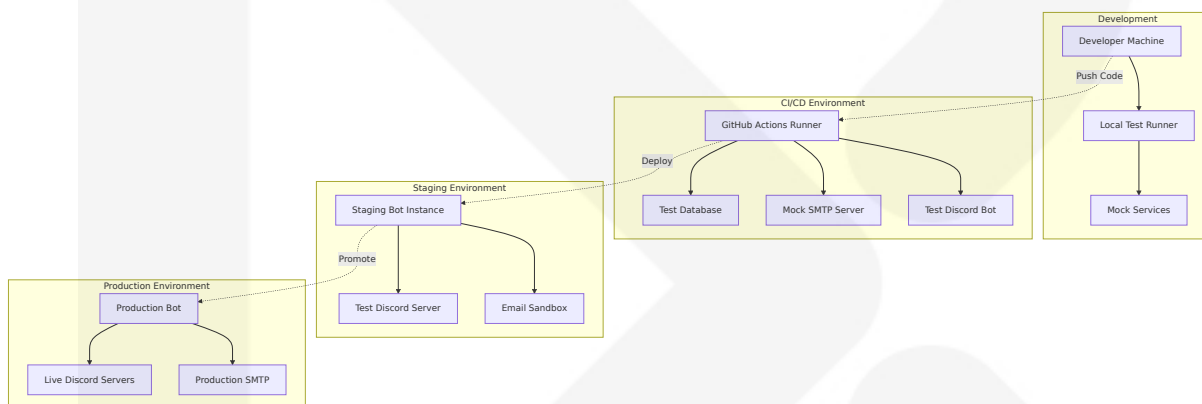 Development
Developer Machine
Push Code
Local Test Runner
Mock Services
CI/CD Environment
GitHub Actions Runner
Deploy
Test Database
Mock SMTP Server
Test Discord Bot
Staging Environment
Staging Bot Instance
Promote
Test Discord Server
Email Sandbox
Production Environment
Production Bot
Live Discord Servers
Production SMTP